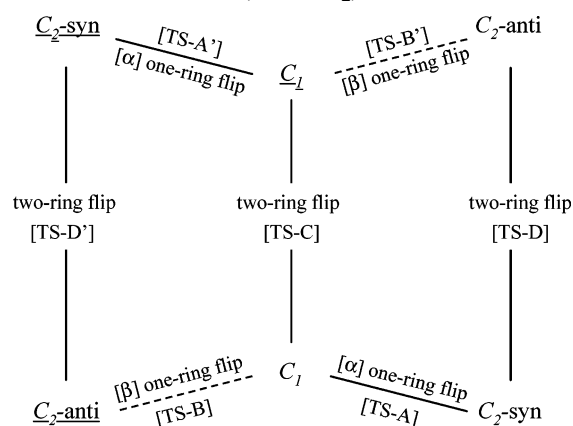 C2-syn
[TS-A’]
[α] one-ring flip
C1
[TS-B’]
[β] one-ring flip
C2-anti
two-ring flip
[TS-D’]
two-ring flip
[TS-C]
two-ring flip
[TS-D]
C2-anti
[β] one-ring flip
[TS-B]
C1
[α] one-ring flip
[TS-A]
C2-syn